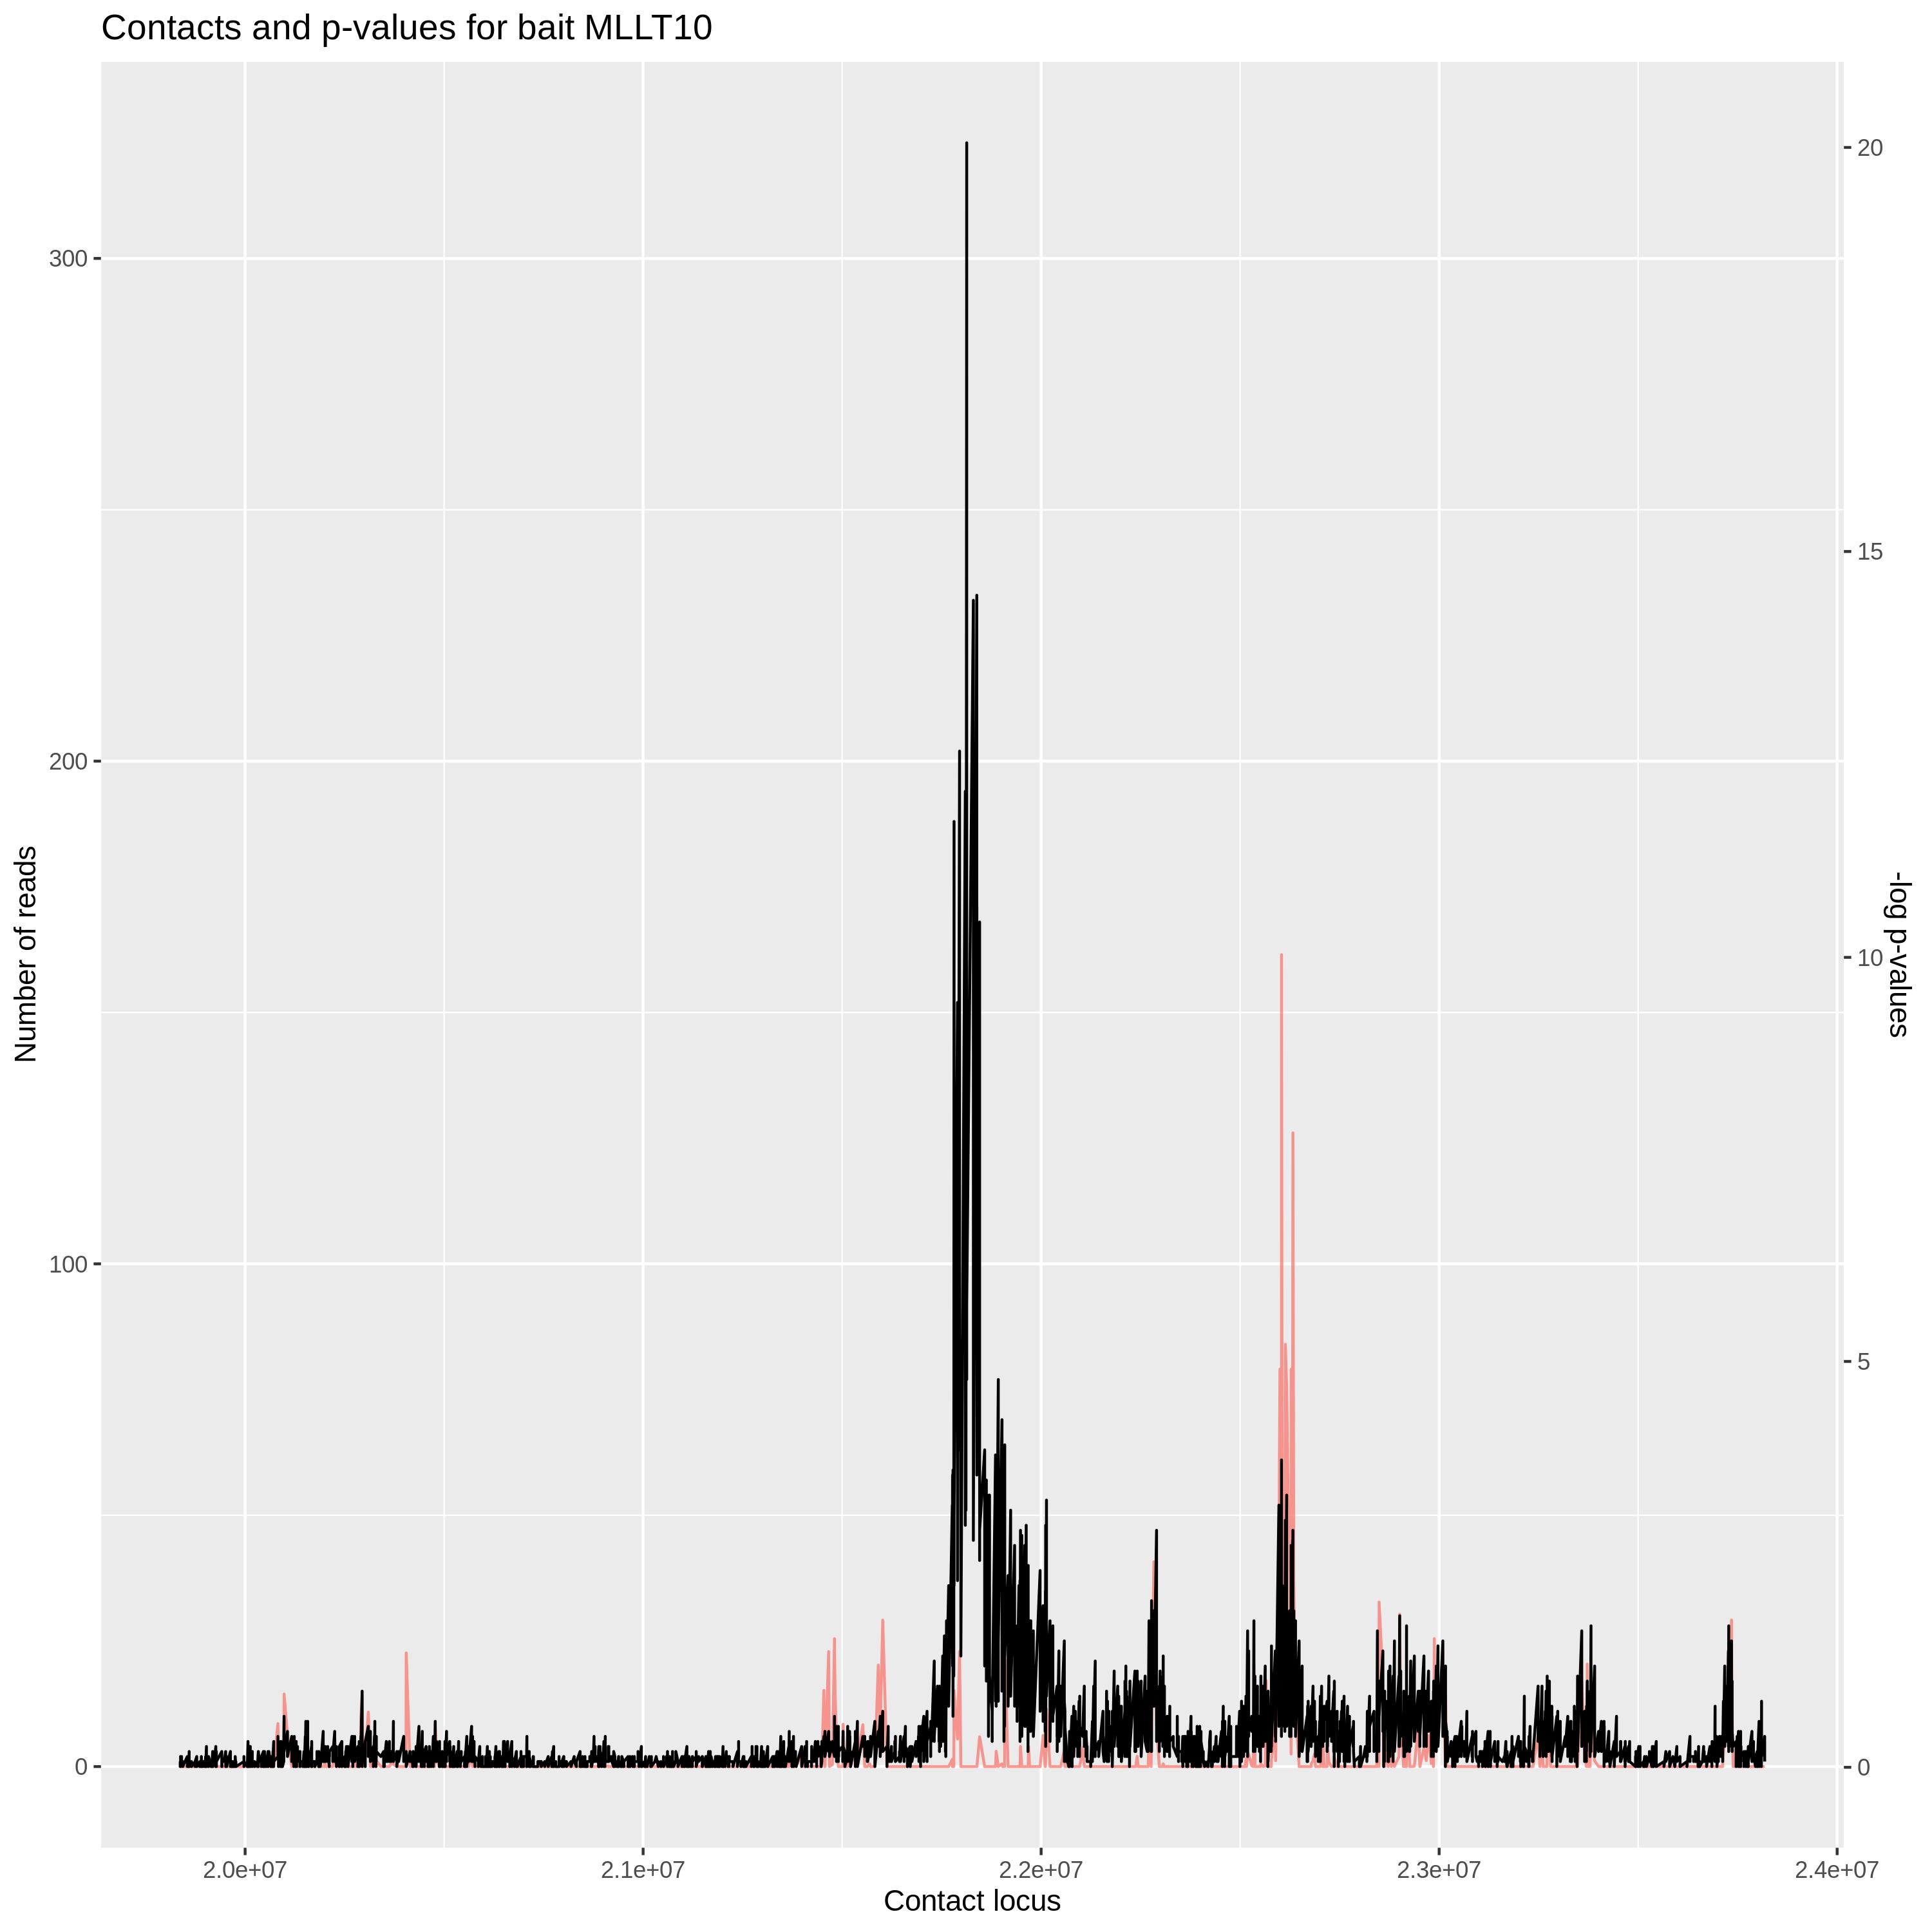 Contacts and p-values for bait MLLT10
300
200
100
0
Number of reads
20
15
10
5
0
-log p-values
2.0e+07
2.1e+07
2.2e+07
2.3e+07
2.4e+07
Contact locus